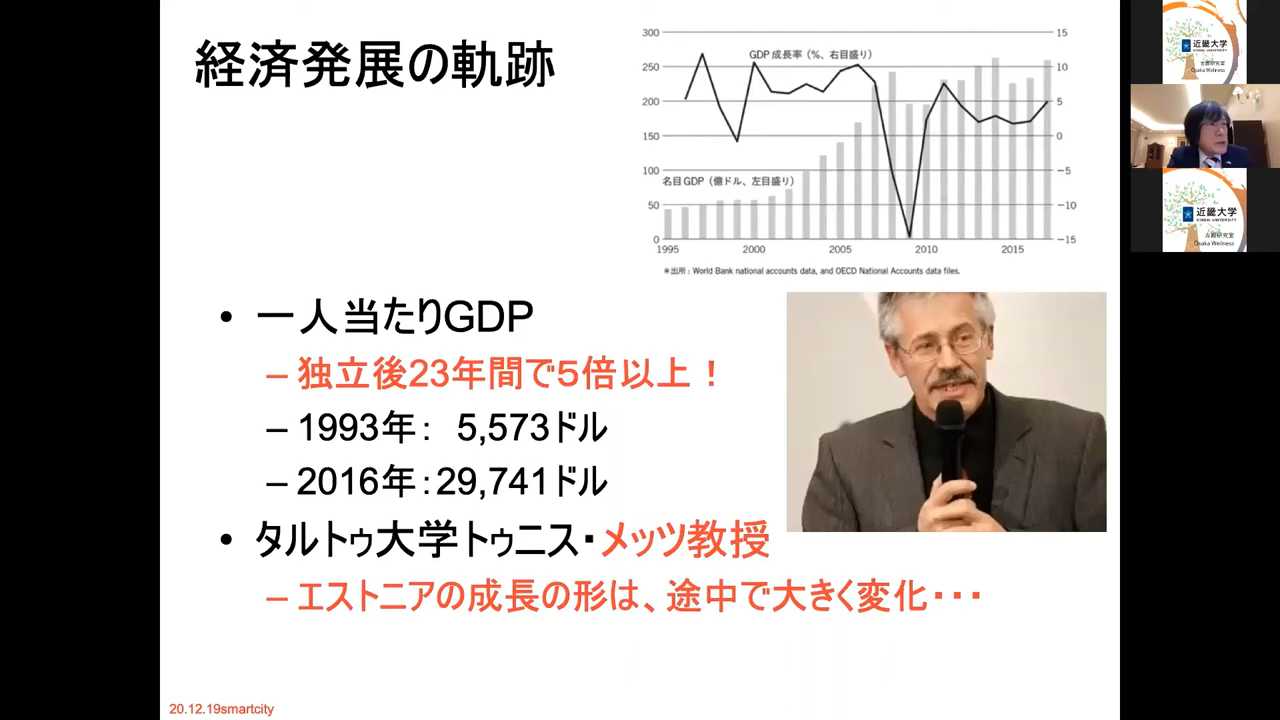 経済発展の軌跡
300
250
200
150
100
50
0
15
10
5
0
−5
−10
−15
GDP 成長率（%、右目盛り）
名目GDP（億ドル、左目盛り）
1995 2000 2005 2010 2015
＊出所：World Bank national accounts data, and OECD National Accounts data files.
• 一人当たりGDP
– 独立後23年間で５倍以上！
– 1993年： 5,573ドル
– 2016年：29,741ドル
• タルトゥ大学トゥニス・メッツ教授
– エストニアの成長の形は、途中で大きく変化・・・
20.12.19smartcity
近畿大学
Osaka Welness
近畿大学
KINDAI UNIVERSITY
Osaka Welness